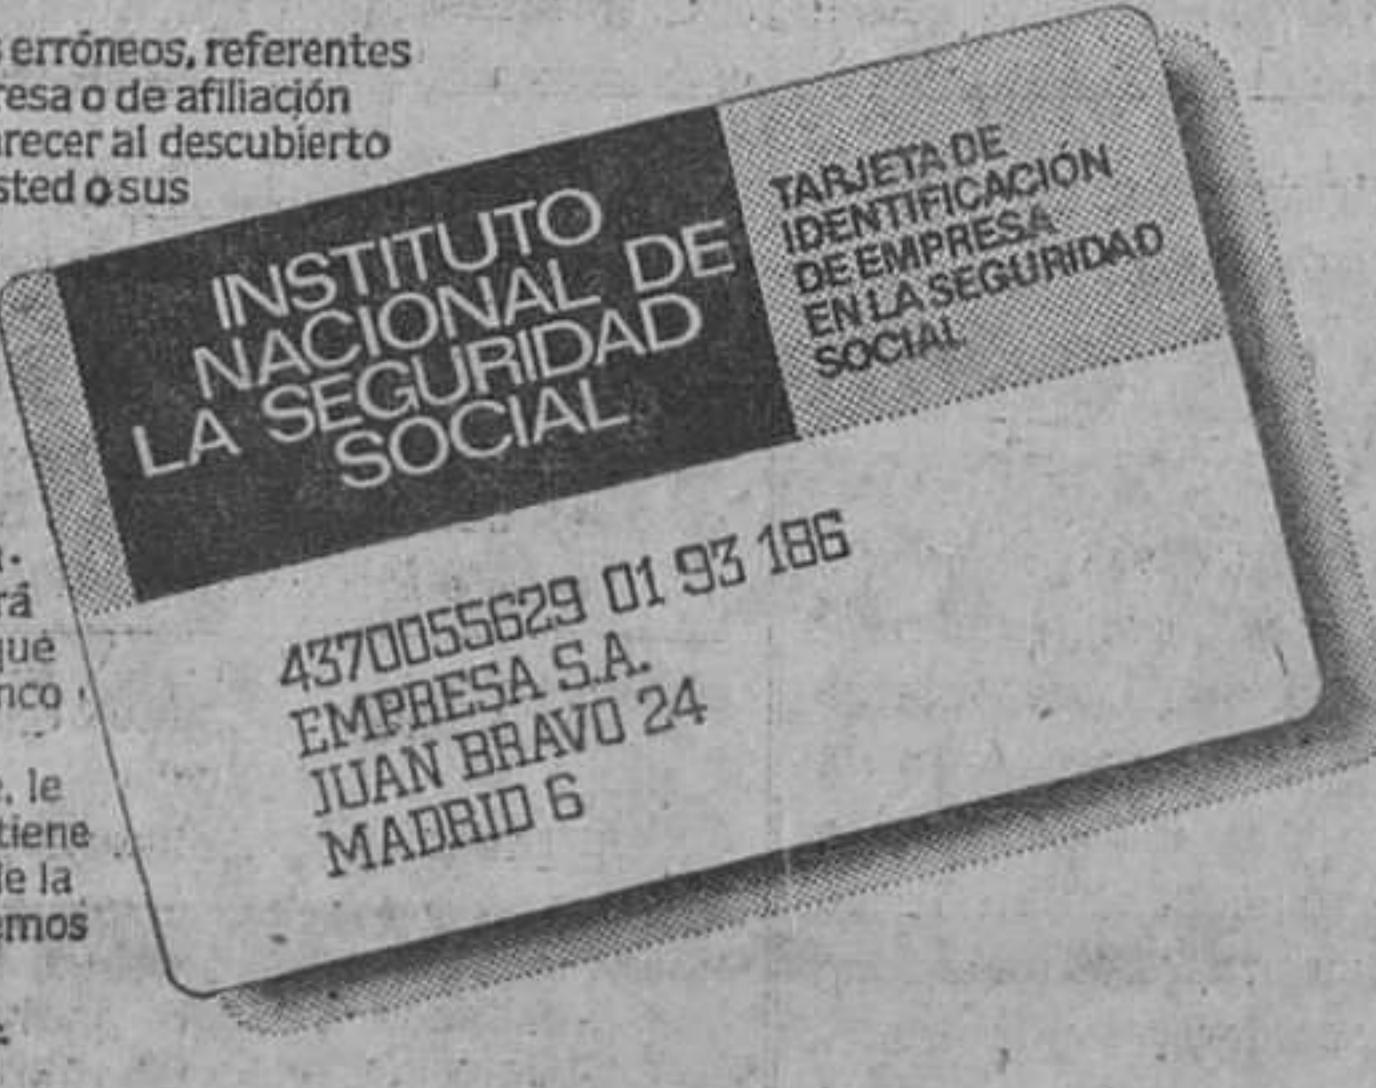 erróneos, referentes
resa o de afiliación
recer al descubierto
sted o sus
INSTITUTO
NACIONAL DE
LA SEGURIDAD
SOCIAL
TARJETA DE
IDENTIFICACIÓN
DE EMPRESA
EN LA SEGURIDAD
SOCIAL
4370055629 01 93 186
EMPRESA S.A.
JUAN BRAVO 24
MADRID 6
rá
que
nco
, le
tiene
de la
emos